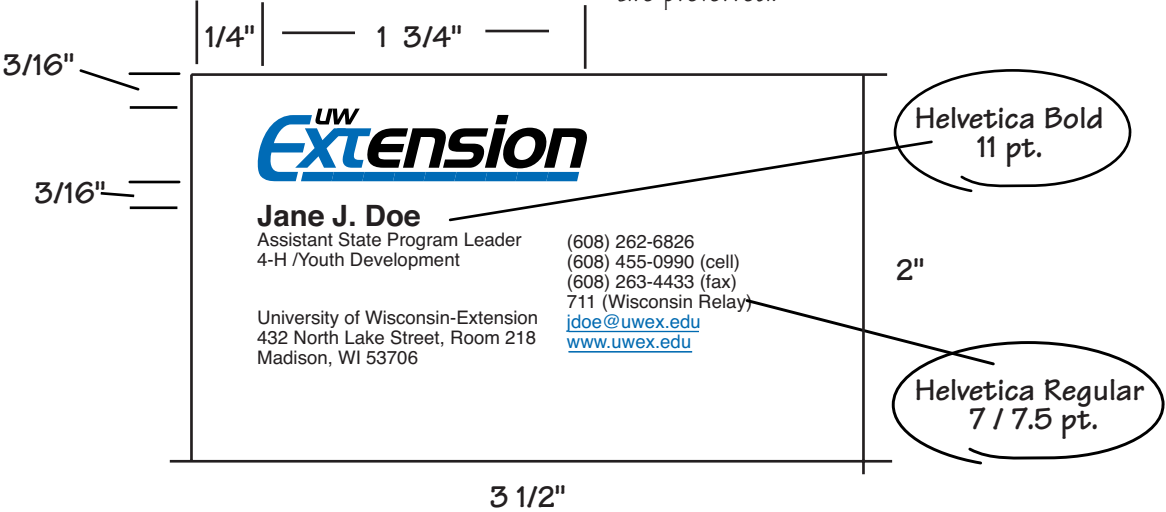 are preferred.
1/4"
1 3/4"
3/16"
UW
Extension
Helvetica Bold
11 pt.
3/16"
Jane J. Doe
Assistant State Program Leader
4-H /Youth Development
(608) 262-6826
(608) 455-0990 (cell)
(608) 263-4433 (fax)
711 (Wisconsin Relay)
jdoe@uwex.edu
www.uwex.edu
2"
University of Wisconsin-Extension
432 North Lake Street, Room 218
Madison, WI 53706
Helvetica Regular
7 / 7.5 pt.
3 1/2"